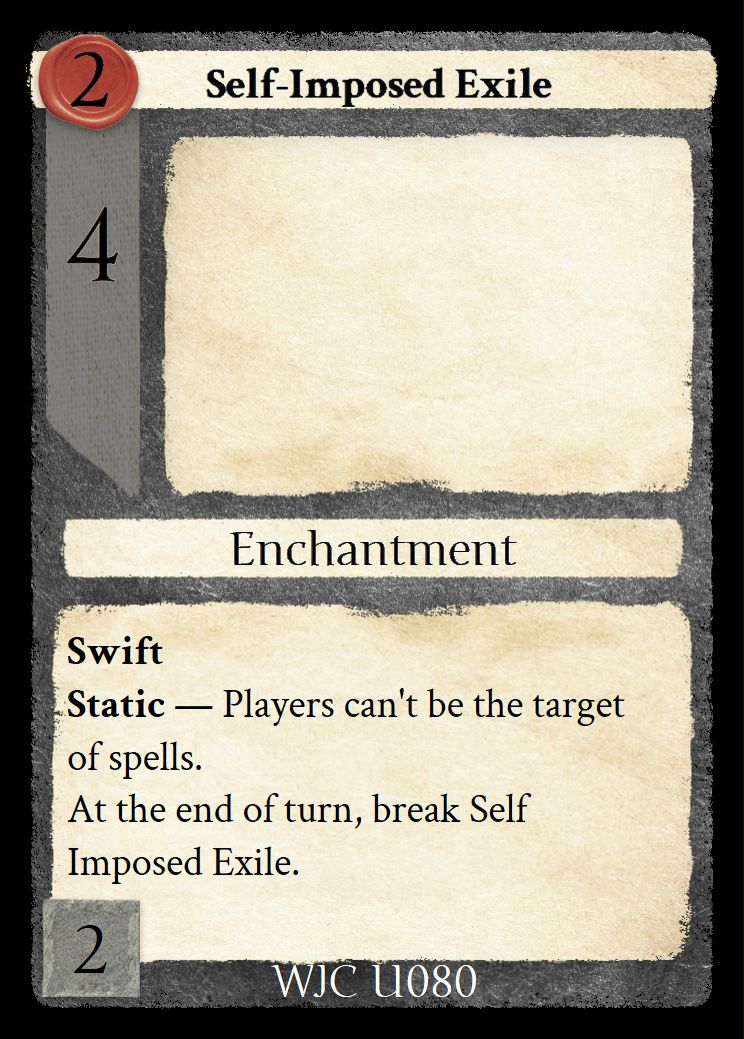 2
Self-Imposed Exile
4
Enchantment
Swift
Static — Players can't be the target
of spells.
At the end of turn, break Self
Imposed Exile.
2
WJC U080